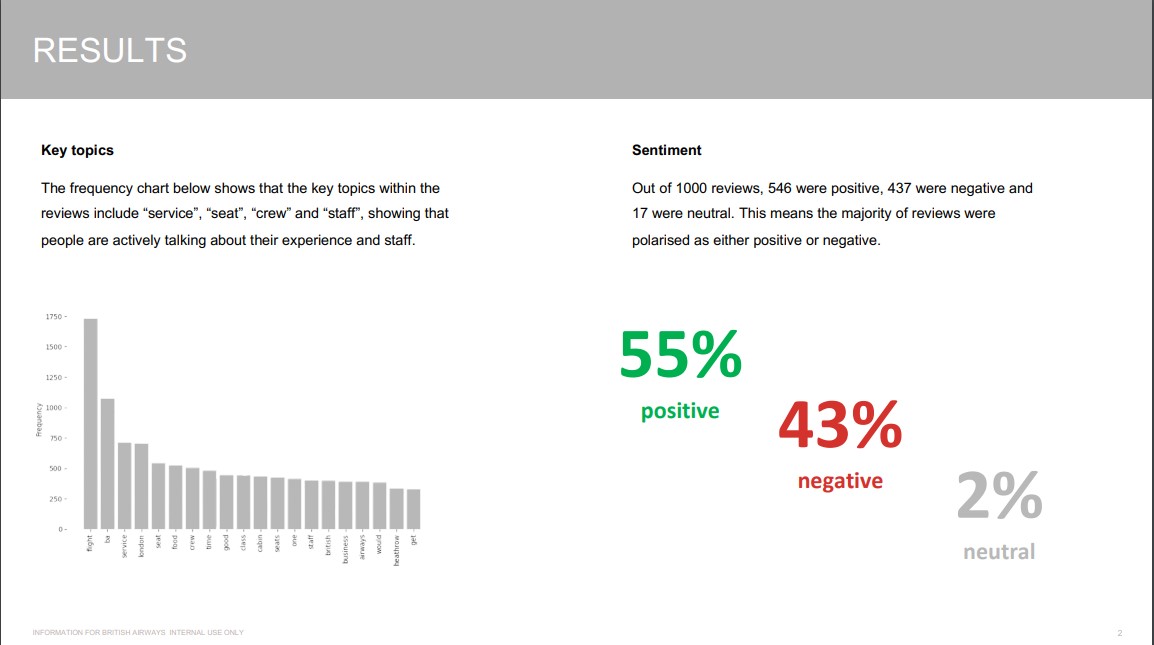 RESULTS
Key topics
The frequency chart below shows that the key topics within the
reviews include “service”, “seat”, “crew” and “staff”, showing that
people are actively talking about their experience and staff.
Sentiment
Out of 1000 reviews, 546 were positive, 437 were negative and
17 were neutral. This means the majority of reviews were
polarised as either positive or negative.
1750
1500
1250
1000
750
500
250
0
Frequency
flight
ba
service
london
seat
food
crew
time
good
class
cabin
seats
one
staff
british
business
airways
would
heathrow
get
55%
positive
43%
negative
2%
neutral
INFORMATION FOR BRITISH AIRWAYS INTERNAL USE ONLY
2